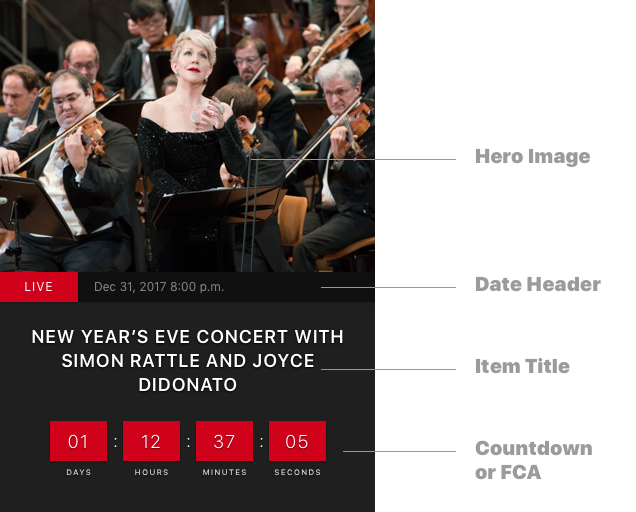 Hero Image
LIVE
Dec 31, 2017 8:00 p.m.
Date Header
NEW YEAR’S EVE CONCERT WITH
SIMON RATTLE AND JOYCE
DIDONATO
Item Title
01 : 12 : 37 : 05
DAYS HOURS MINUTES SECONDS
Countdown
or FCA